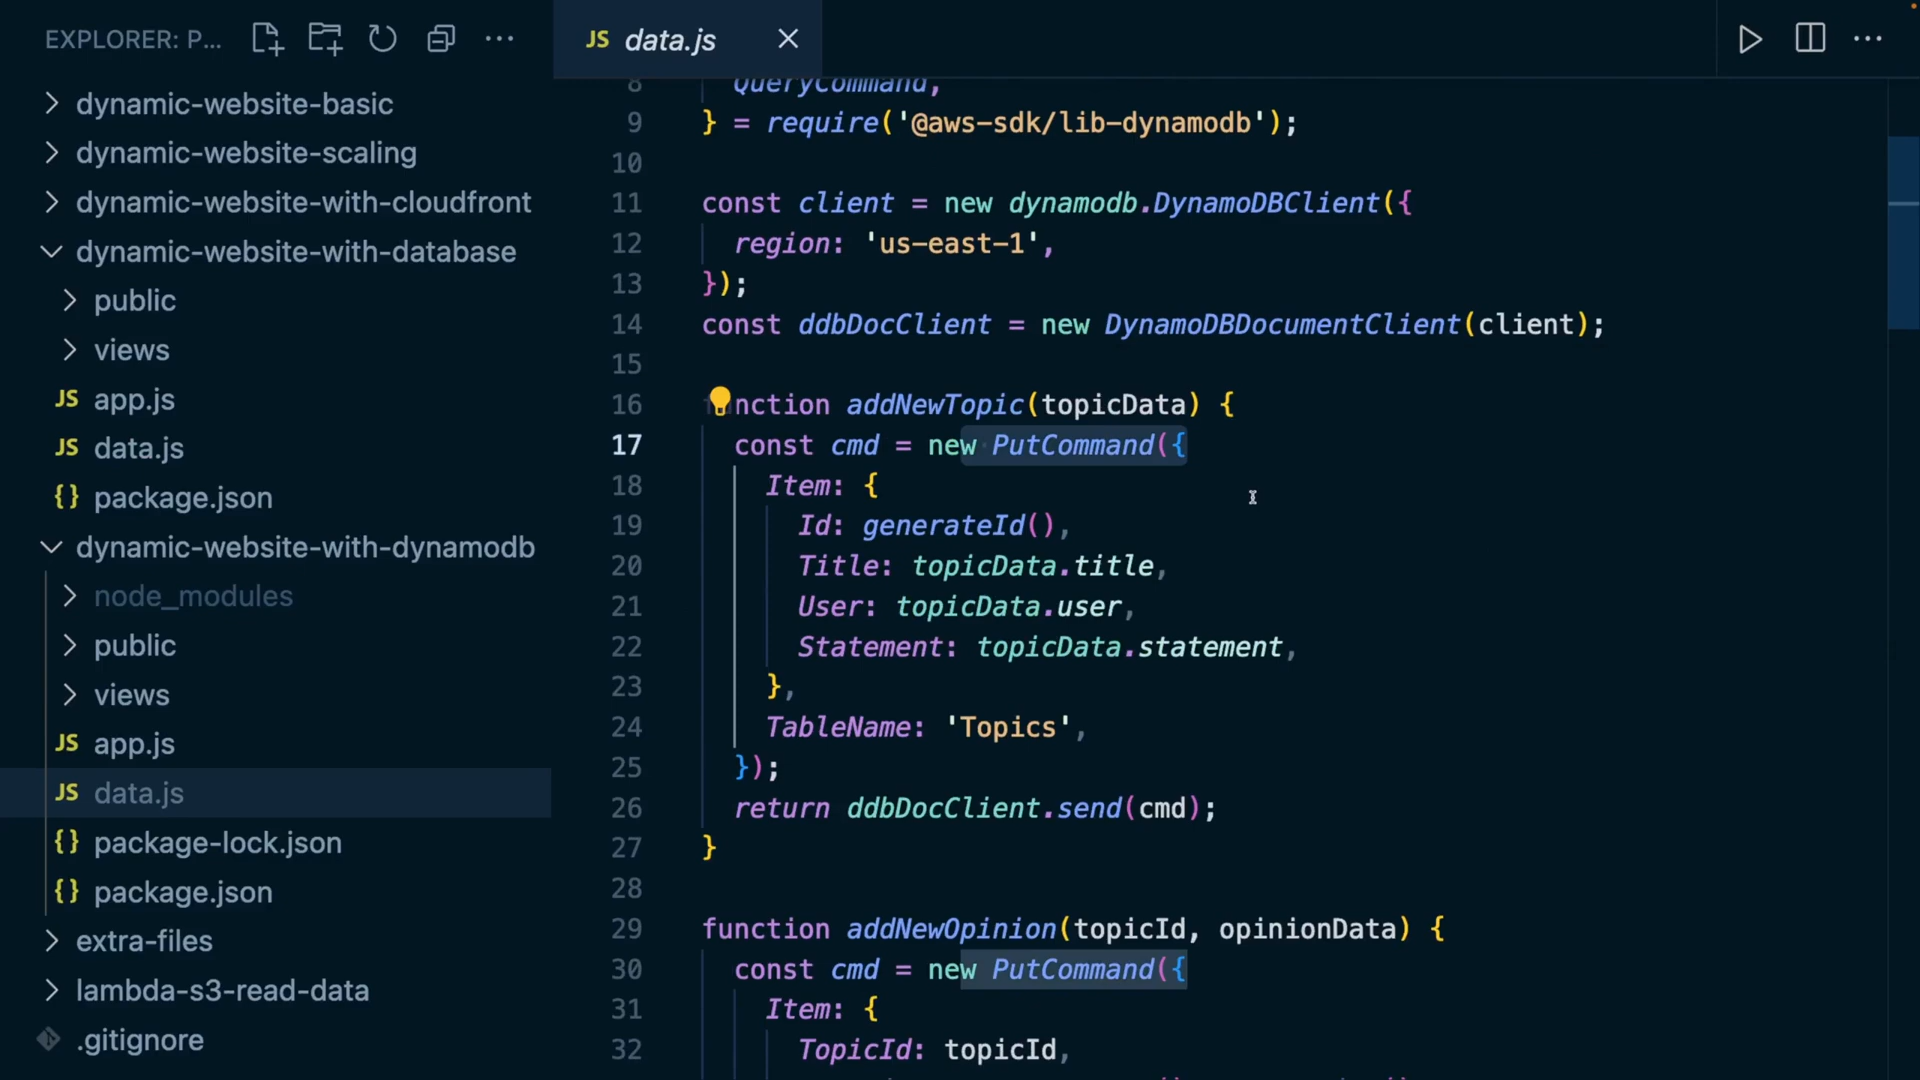 EXPLORER: P...
dynamic-website-basic
dynamic-website-scaling
dynamic-website-with-cloudfront
dynamic-website-with-database
public
views
JS app.js
JS data.js
{} package.json
dynamic-website-with-dynamodb
node_modules
public
views
JS app.js
JS data.js
{} package-lock.json
{} package.json
extra-files
lambda-s3-read-data
.gitignore
JS data.js
8 QueryCommand,
9 } = require('@aws-sdk/lib-dynamodb');
10
11 const client = new dynamodb.DynamoDBClient({
12 region: 'us-east-1',
13 });
14 const ddbDocClient = new DynamoDBDocumentClient(client);
15
16 nction addNewTopic(topicData) {
17 const cmd = new PutCommand({
18 Item: {
19 Id: generateId(),
20 Title: topicData.title,
21 User: topicData.user,
22 Statement: topicData.statement,
23 },
24 TableName: 'Topics',
25 });
26 return ddbDocClient.send(cmd);
27 }
28
29 function addNewOpinion(topicId, opinionData) {
30 const cmd = new PutCommand({
31 Item: {
32 TopicId: topicId,